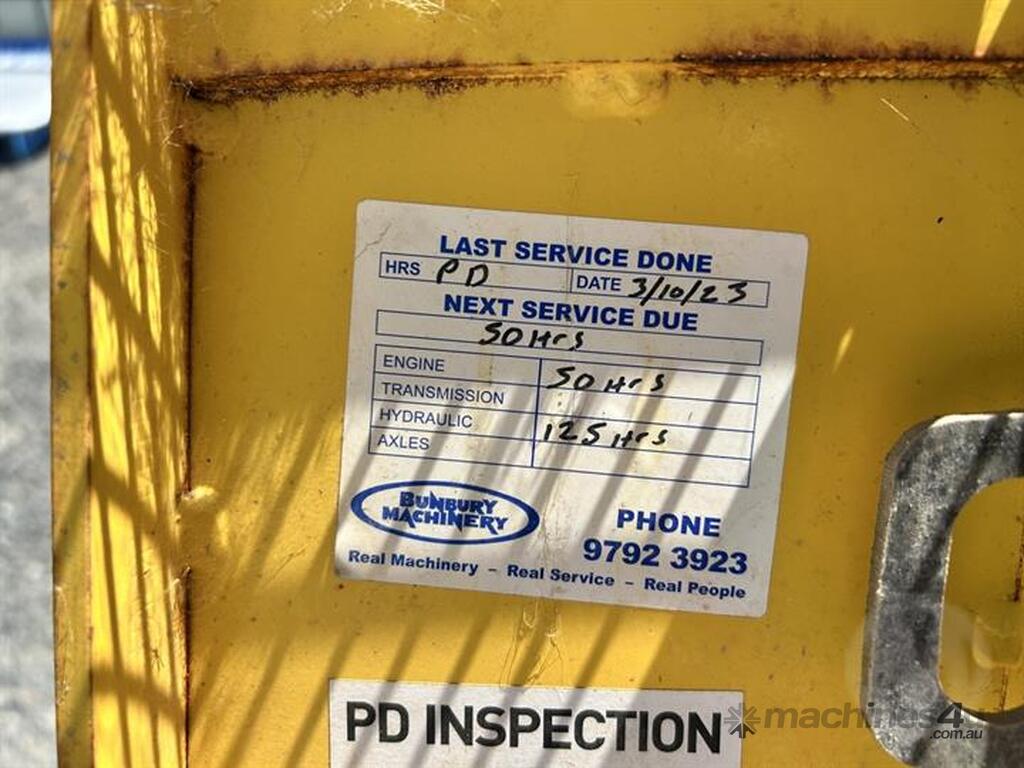 LAST SERVICE DONE
HRS PD DATE 3/10/23
NEXT SERVICE DUE
50 Hrs
ENGINE 50 Hrs
TRANSMISSION
HYDRAULIC 125 Hrs
AXLES
BUNBURY
MACHINERY
PHONE
9792 3923
Real Machinery – Real Service – Real People
PD INSPECTION
machines4u
.com.au